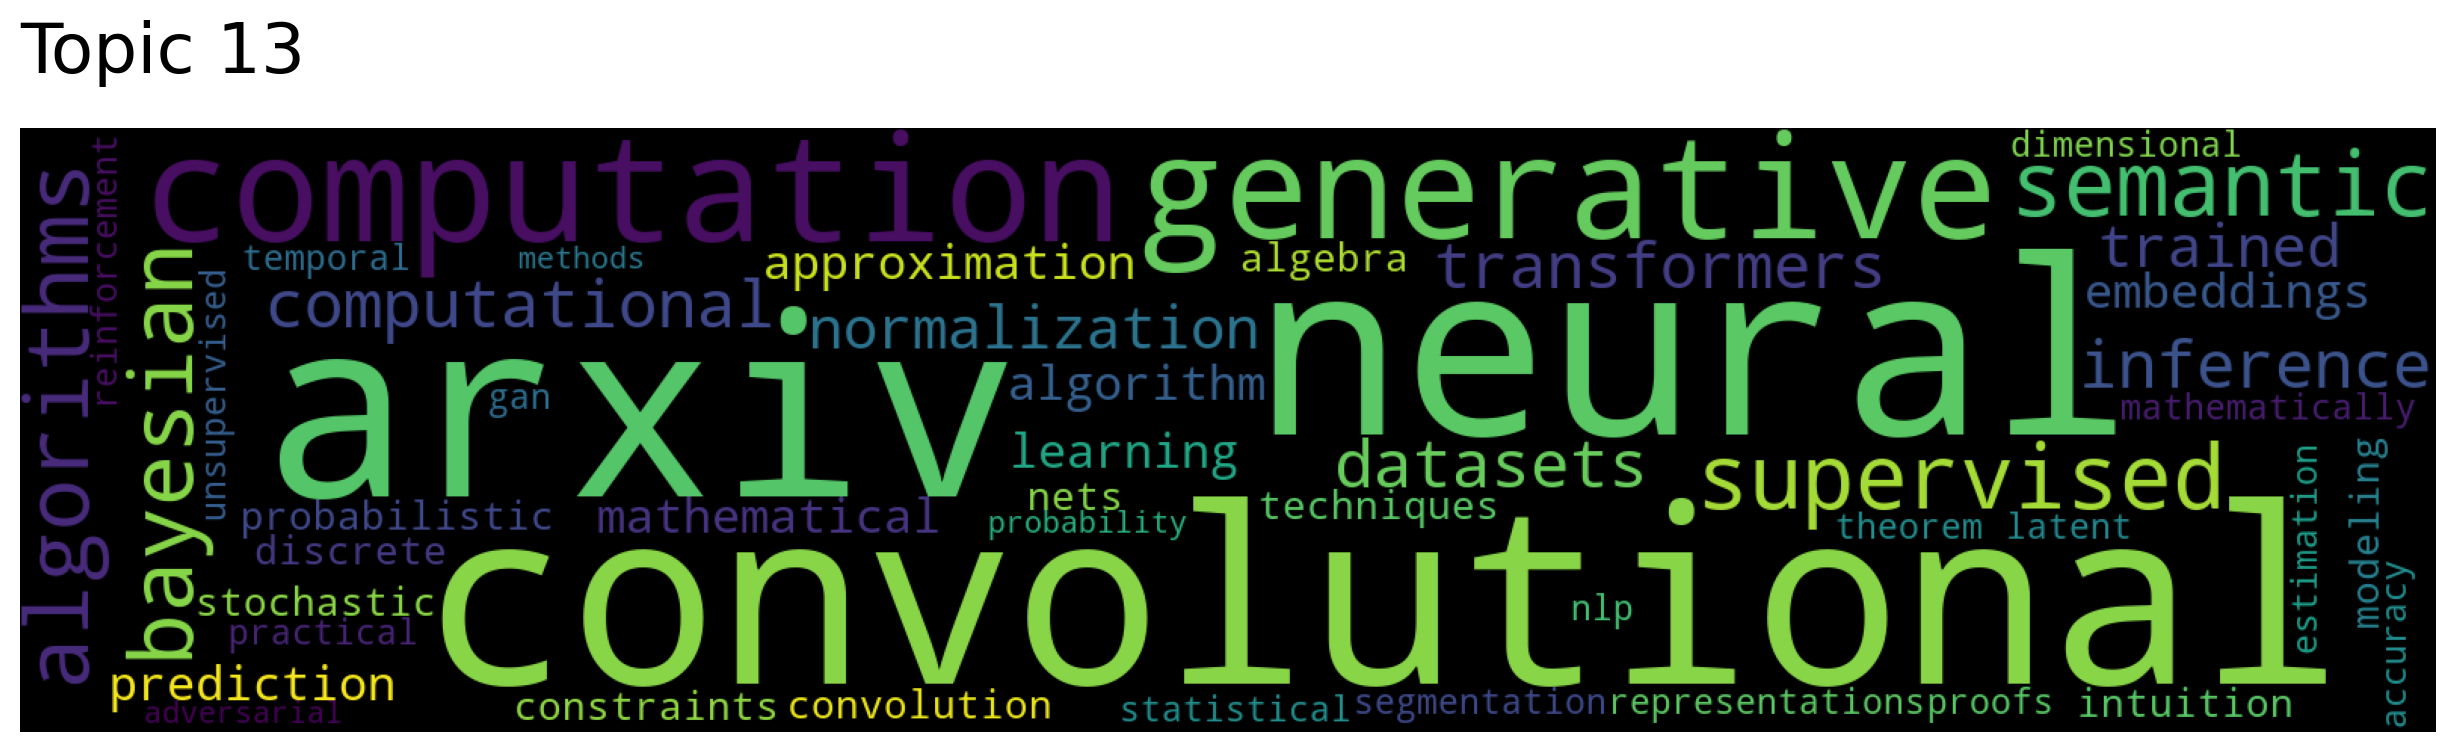 Topic 13
algorithms
reinforcement
computation
generative
dimensional
semantic
bayesian
unsupervised
temporal
methods
approximation
algebra
transformers
trained
computational
normalization
neural
embeddings
arxiv
gan
algorithm
inference
mathematically
learning
datasets
supervised
nets
techniques
probabilistic
mathematical
probability
theorem latent
discrete
convolutional
estimation
modeling
accuracy
stochastic
nlp
practical
prediction
adversarial
constraints
convolution
statistical
segmentation
representations
proofs
intuition